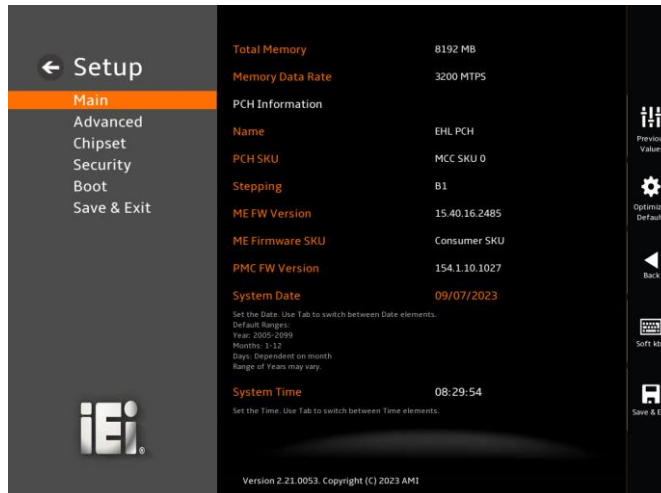 Setup
Main
Advanced
Chipset
Security
Boot
Save & Exit
Total Memory 8192 MB
Memory Data Rate 3200 MTPS
PCH Information
Name EHL PCH
PCH SKU MCC SKU 0
Stepping B1
ME FW Version 15.40.16.2485
ME Firmware SKU Consumer SKU
PMC FW Version 154.1.10.1027
System Date 09/07/2023
Set the Date. Use Tab to switch between Date elements.
Default Ranges:
Year: 2005-2099
Months: 1-12
Days: Dependent on month
Range of Years may vary.
System Time 08:29:54
Set the Time. Use Tab to switch between Time elements.
Version 2.21.0053. Copyright (C) 2023 AMI
iEi
Previou
Value
Optimiz
Default
Back
Soft kb
Save & E